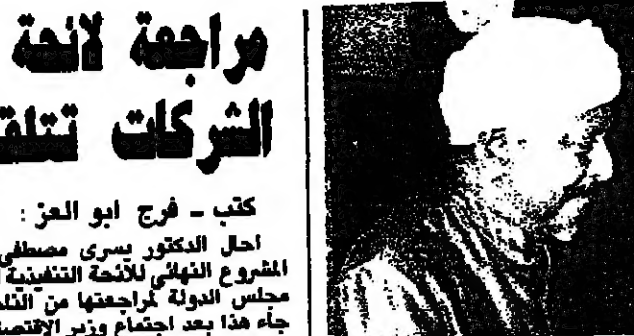 مراجعة لائحة
الشركات
كتب ـ فرج ابو العز :
احال الدكتور يسرى مصطفى
المشروع النهائى للائحة التنفيذية
مجلس الدولة لمراجعتها من
جاء هذا بعد اجتماع وزير الاقتصاد